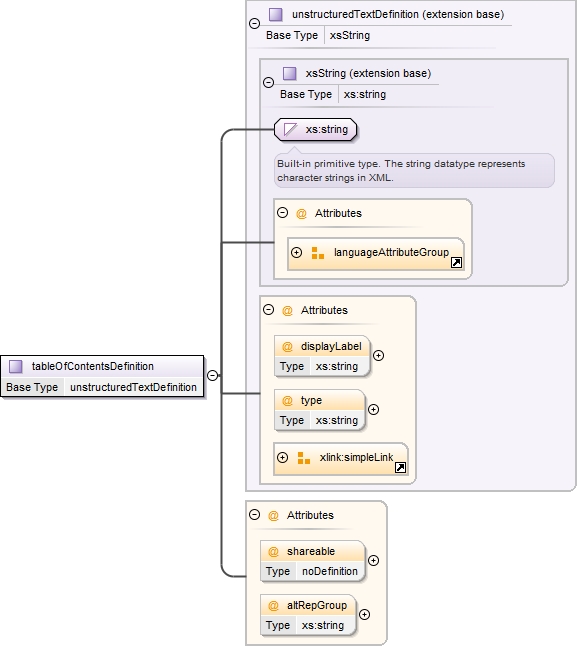 unstructuredTextDefinition (extension base)
Base Type xsString
xsString (extension base)
Base Type xs:string
xs:string
Built-in primitive type. The string datatype represents
character strings in XML.
@ Attributes
languageAttributeGroup
@ Attributes
@ displayLabel
Type xs:string
@ type
Type xs:string
xlink:simpleLink
tableOfContentsDefinition
Base Type unstructuredTextDefinition
@ Attributes
@ shareable
Type noDefinition
@ altRepGroup
Type xs:string